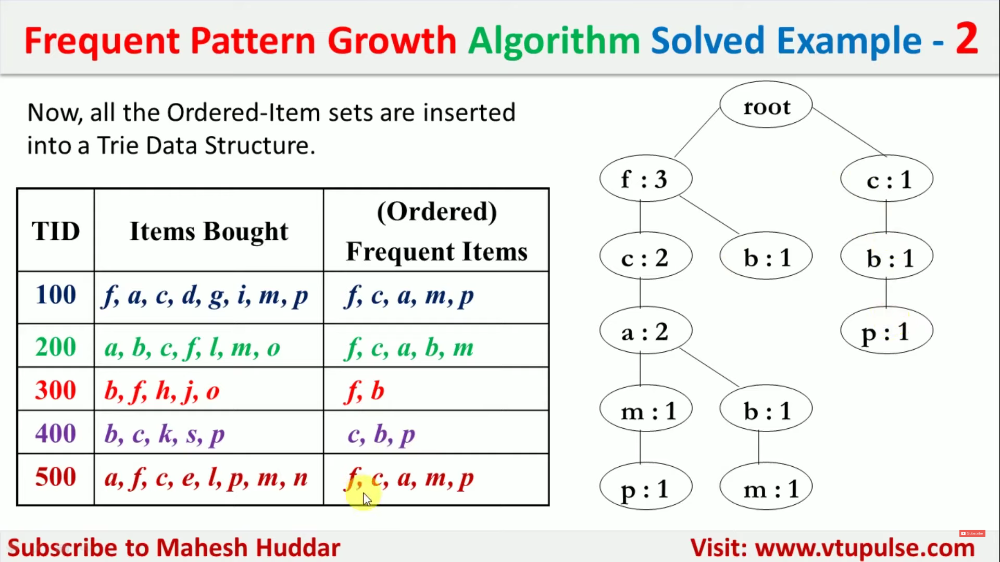 Frequent Pattern Growth Algorithm Solved Example - 2
Now, all the Ordered-Item sets are inserted
into a Trie Data Structure.
TID Items Bought (Ordered) Frequent Items
100 f, a, c, d, g, i, m, p f, c, a, m, p
200 a, b, c, f, l, m, o f, c, a, b, m
300 b, f, h, j, o f, b
400 b, c, k, s, p c, b, p
500 a, f, c, e, l, p, m, n f, c, a, m, p
root
f : 3 c : 1
c : 2 b : 1 b : 1
a : 2 p : 1
m : 1 b : 1
p : 1 m : 1
Subscribe
Subscribe to Mahesh Huddar Visit: www.vtupulse.com